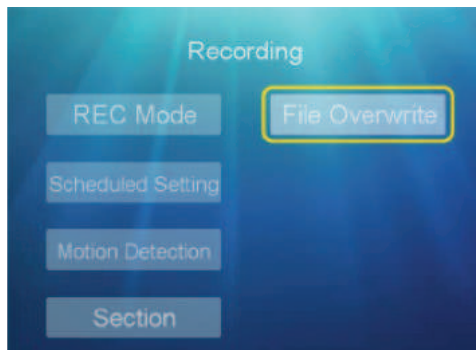 Recording
REC Mode
File Overwrite
Scheduled Setting
Motion Detection
Section